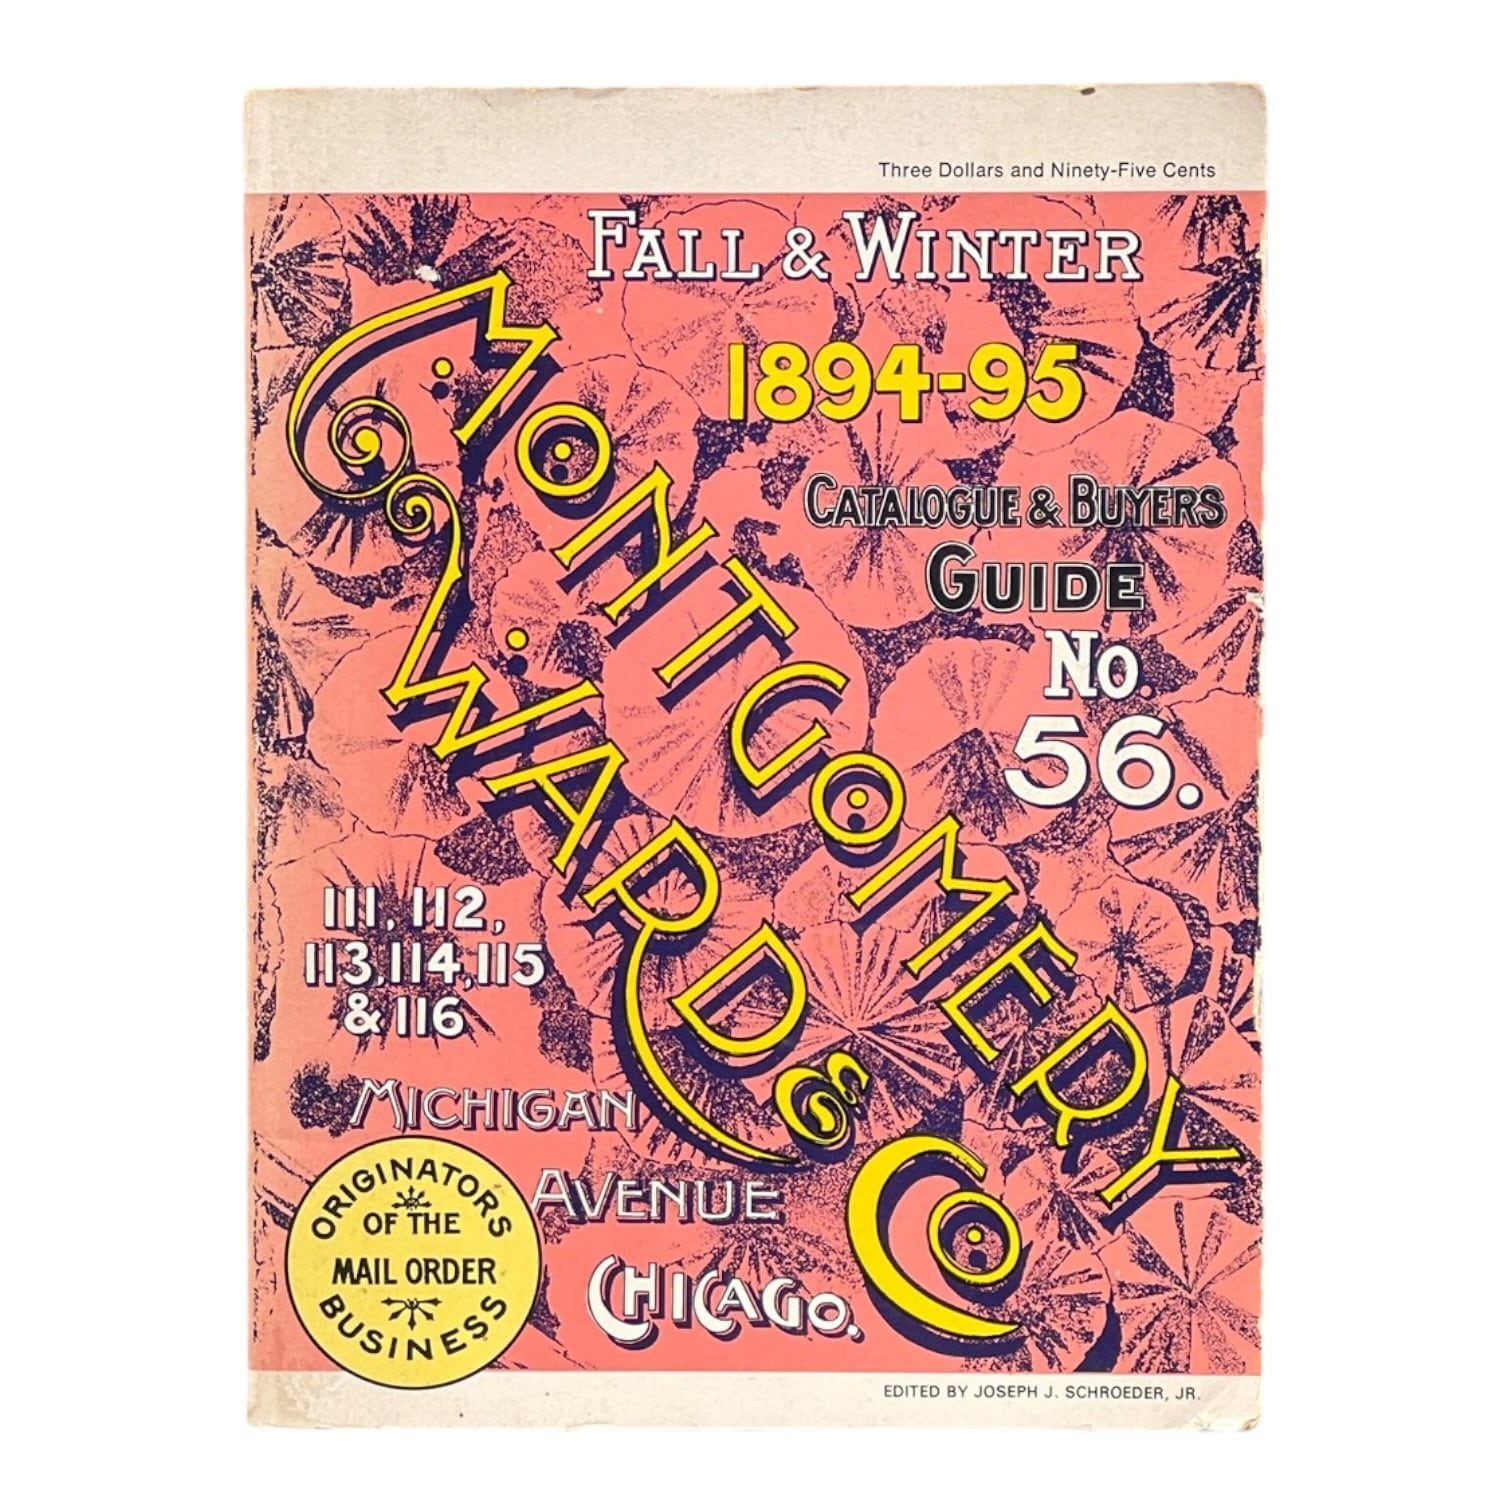 Three Dollars and Ninety-Five Cents
FALL & WINTER
1894-95
CATALOGUE & BUYERS
GUIDE
NO.
56.
MONTGOMERY
WARD &
CO
111, 112,
113, 114, 115
& 116
MICHIGAN
AVENUE
CHICAGO.
ORIGINATORS
OF THE
MAIL ORDER
BUSINESS
EDITED BY JOSEPH J. SCHROEDER, JR.